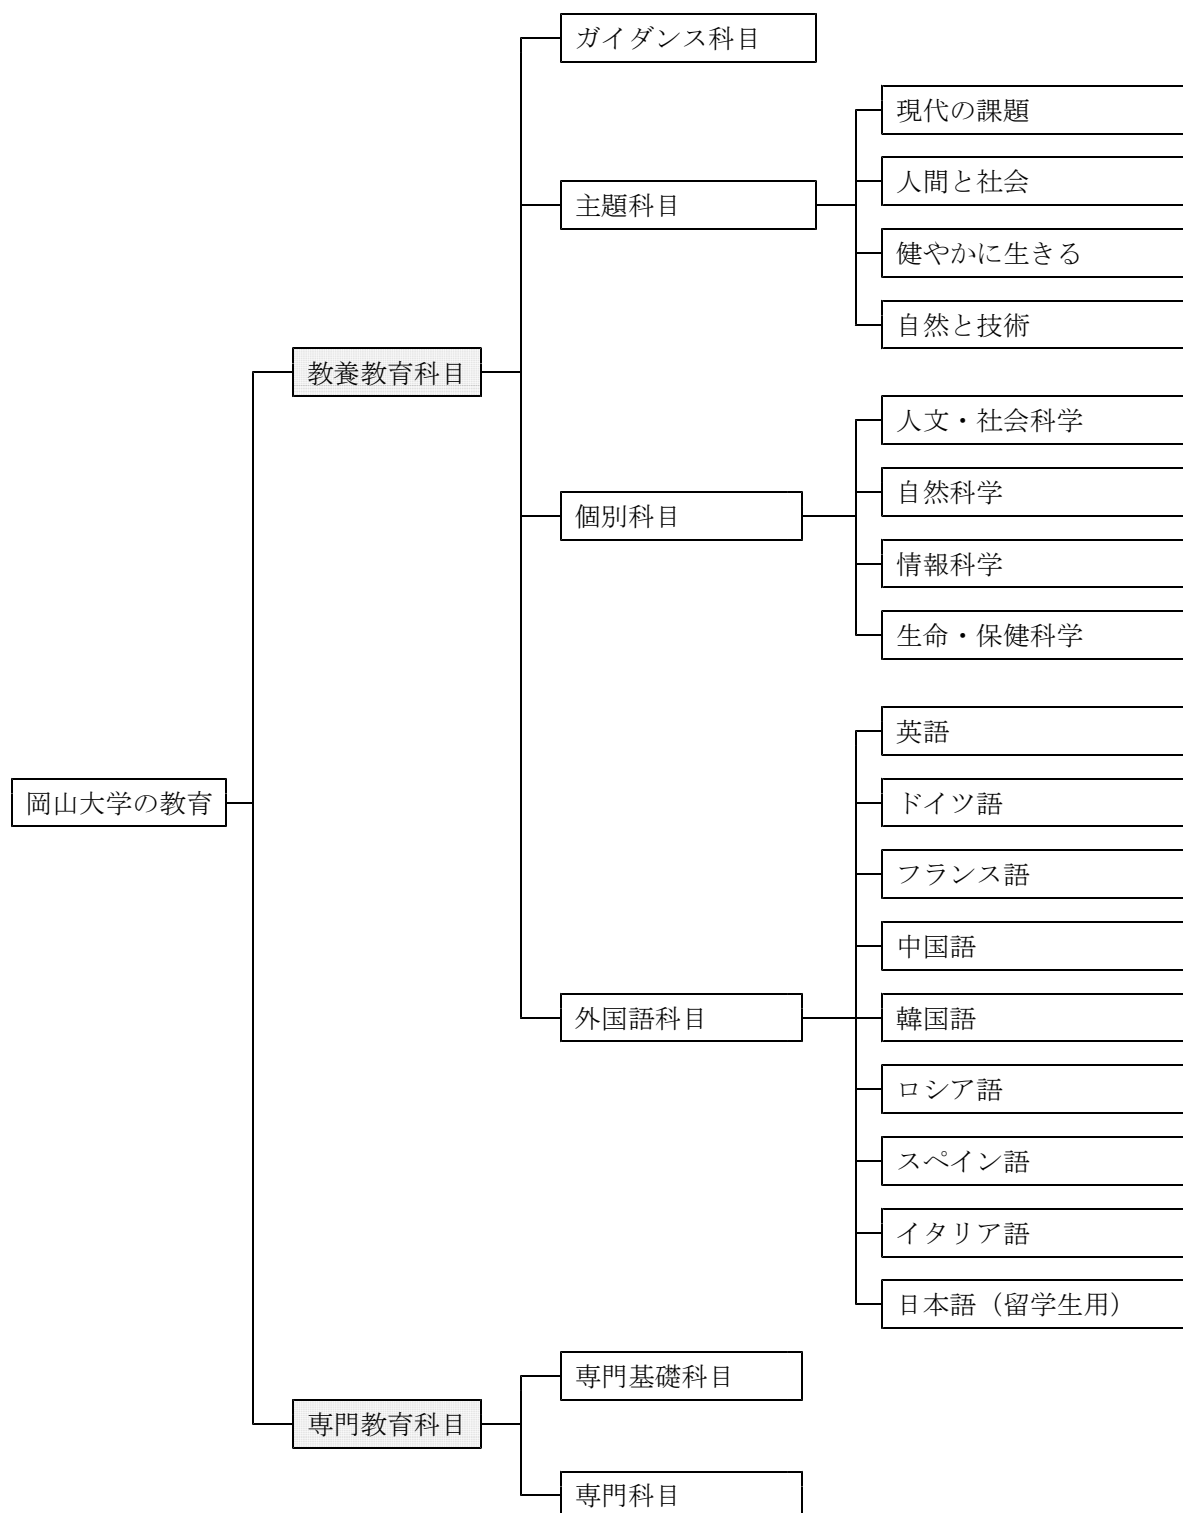 ガイダンス科目
現代の課題
人間と社会
主題科目
健やかに生きる
自然と技術
教養教育科目
人文・社会科学
自然科学
個別科目
情報科学
生命・保健科学
英語
岡山大学の教育
ドイツ語
フランス語
中国語
外国語科目
韓国語
ロシア語
スペイン語
イタリア語
日本語（留学生用）
専門基礎科目
専門教育科目
専門科目